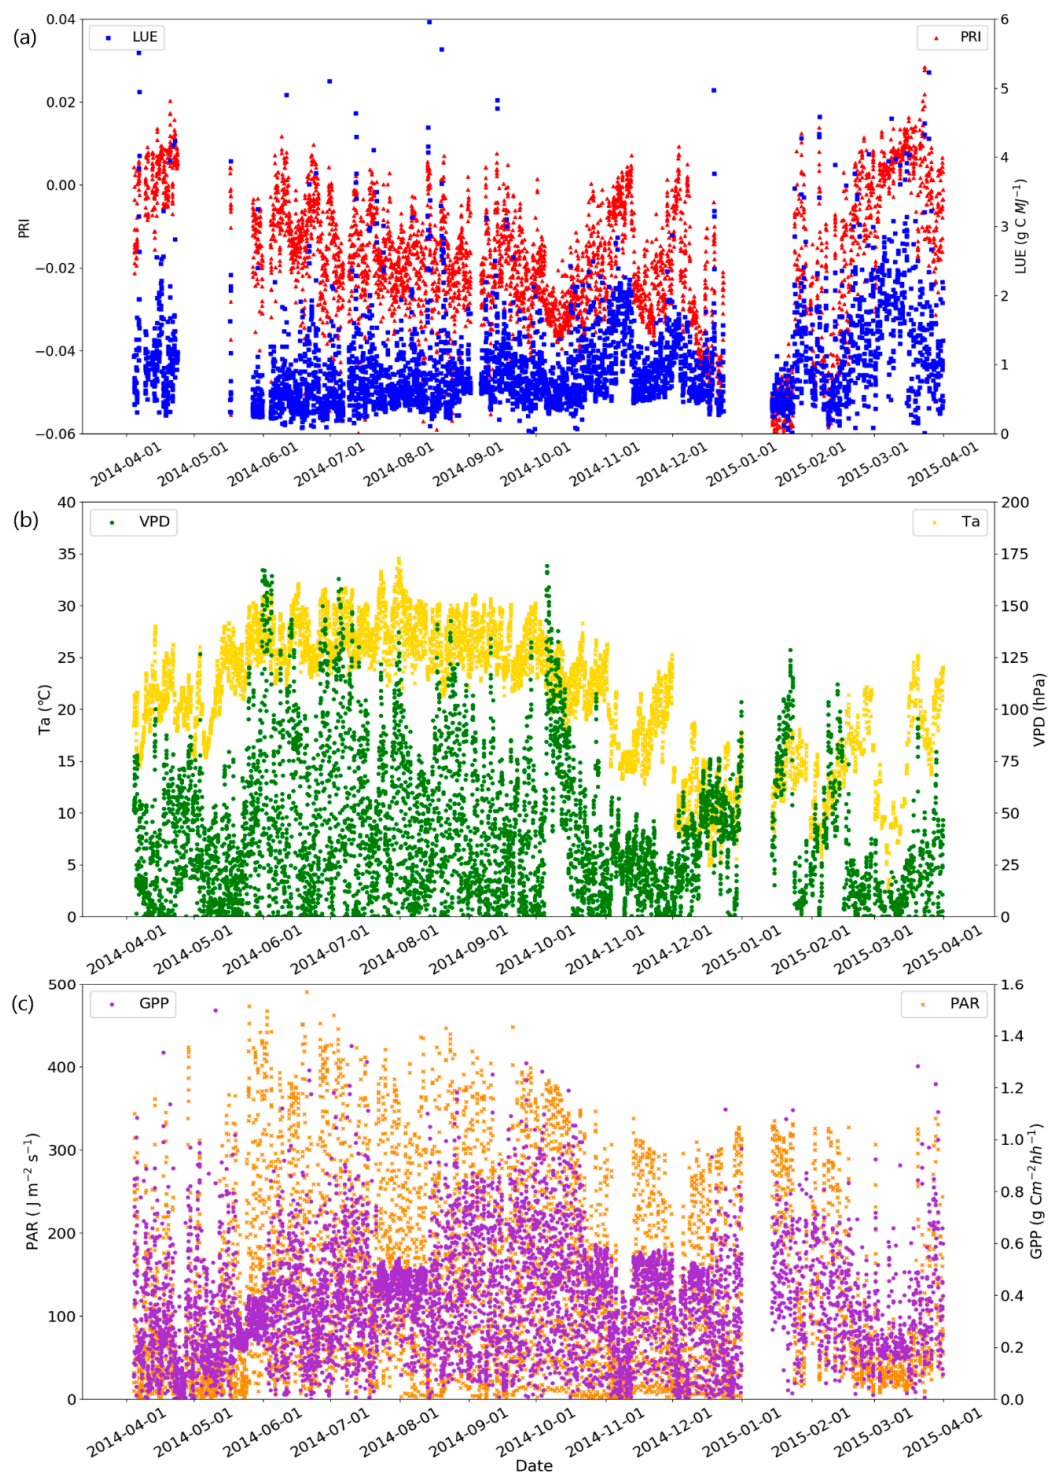 (a)
LUE
PRI
0.04
0.02
0.00
−0.02
−0.04
−0.06
PRI
6
5
4
3
2
1
0
LUE (g C MJ⁻¹)
2014-04-01 2014-05-01 2014-06-01 2014-07-01 2014-08-01 2014-09-01 2014-10-01 2014-11-01 2014-12-01 2015-01-01 2015-02-01 2015-03-01 2015-04-01
(b)
VPD
Ta
40
35
30
25
20
15
10
5
0
Ta (℃)
200
175
150
125
100
75
50
25
0
VPD (hPa)
2014-04-01 2014-05-01 2014-06-01 2014-07-01 2014-08-01 2014-09-01 2014-10-01 2014-11-01 2014-12-01 2015-01-01 2015-02-01 2015-03-01 2015-04-01
(c)
GPP
PAR
500
400
300
200
100
0
PAR ( J m⁻² s⁻¹)
1.6
1.4
1.2
1.0
0.8
0.6
0.4
0.2
0.0
GPP (g Cm⁻²hh⁻¹)
2014-04-01 2014-05-01 2014-06-01 2014-07-01 2014-08-01 2014-09-01 2014-10-01 2014-11-01 2014-12-01 2015-01-01 2015-02-01 2015-03-01 2015-04-01
Date